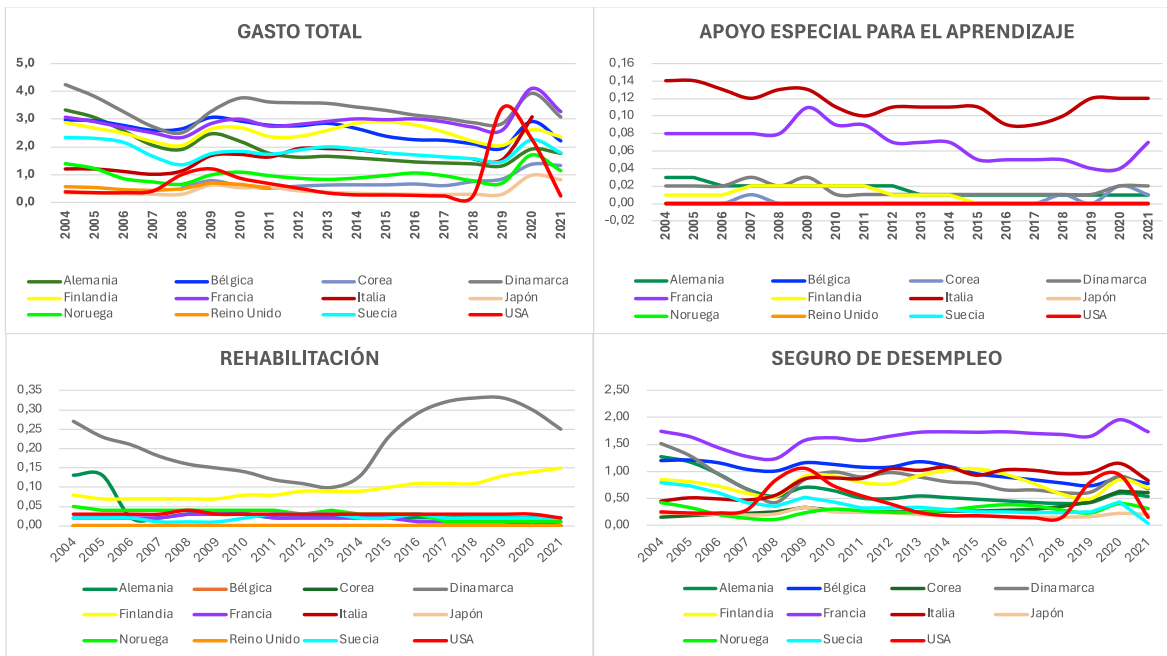 GASTO TOTAL
5,0
4,0
3,0
2,0
1,0
0,0
2004 2005 2006 2007 2008 2009 2010 2011 2012 2013 2014 2015 2016 2017 2018 2019 2020 2021
Alemania Bélgica Corea Dinamarca
Finlandia Francia Italia Japón
Noruega Reino Unido Suecia USA
APOYO ESPECIAL PARA EL APRENDIZAJE
0,16
0,14
0,12
0,10
0,08
0,06
0,04
0,02
0,00
-0,02
2004 2005 2006 2007 2008 2009 2010 2011 2012 2013 2014 2015 2016 2017 2018 2019 2020 2021
Alemania Bélgica Corea Dinamarca
Francia Finlandia Italia Japón
Noruega Reino Unido Suecia USA
REHABILITACIÓN
0,35
0,30
0,25
0,20
0,15
0,10
0,05
0,00
2004 2005 2006 2007 2008 2009 2010 2011 2012 2013 2014 2015 2016 2017 2018 2019 2020 2021
Alemania Bélgica Corea Dinamarca
Finlandia Francia Italia Japón
Noruega Reino Unido Suecia USA
SEGURO DE DESEMPLEO
2,50
2,00
1,50
1,00
0,50
0,00
2004 2005 2006 2007 2008 2009 2010 2011 2012 2013 2014 2015 2016 2017 2018 2019 2020 2021
Alemania Bélgica Corea Dinamarca
Finlandia Francia Italia Japón
Noruega Suecia USA